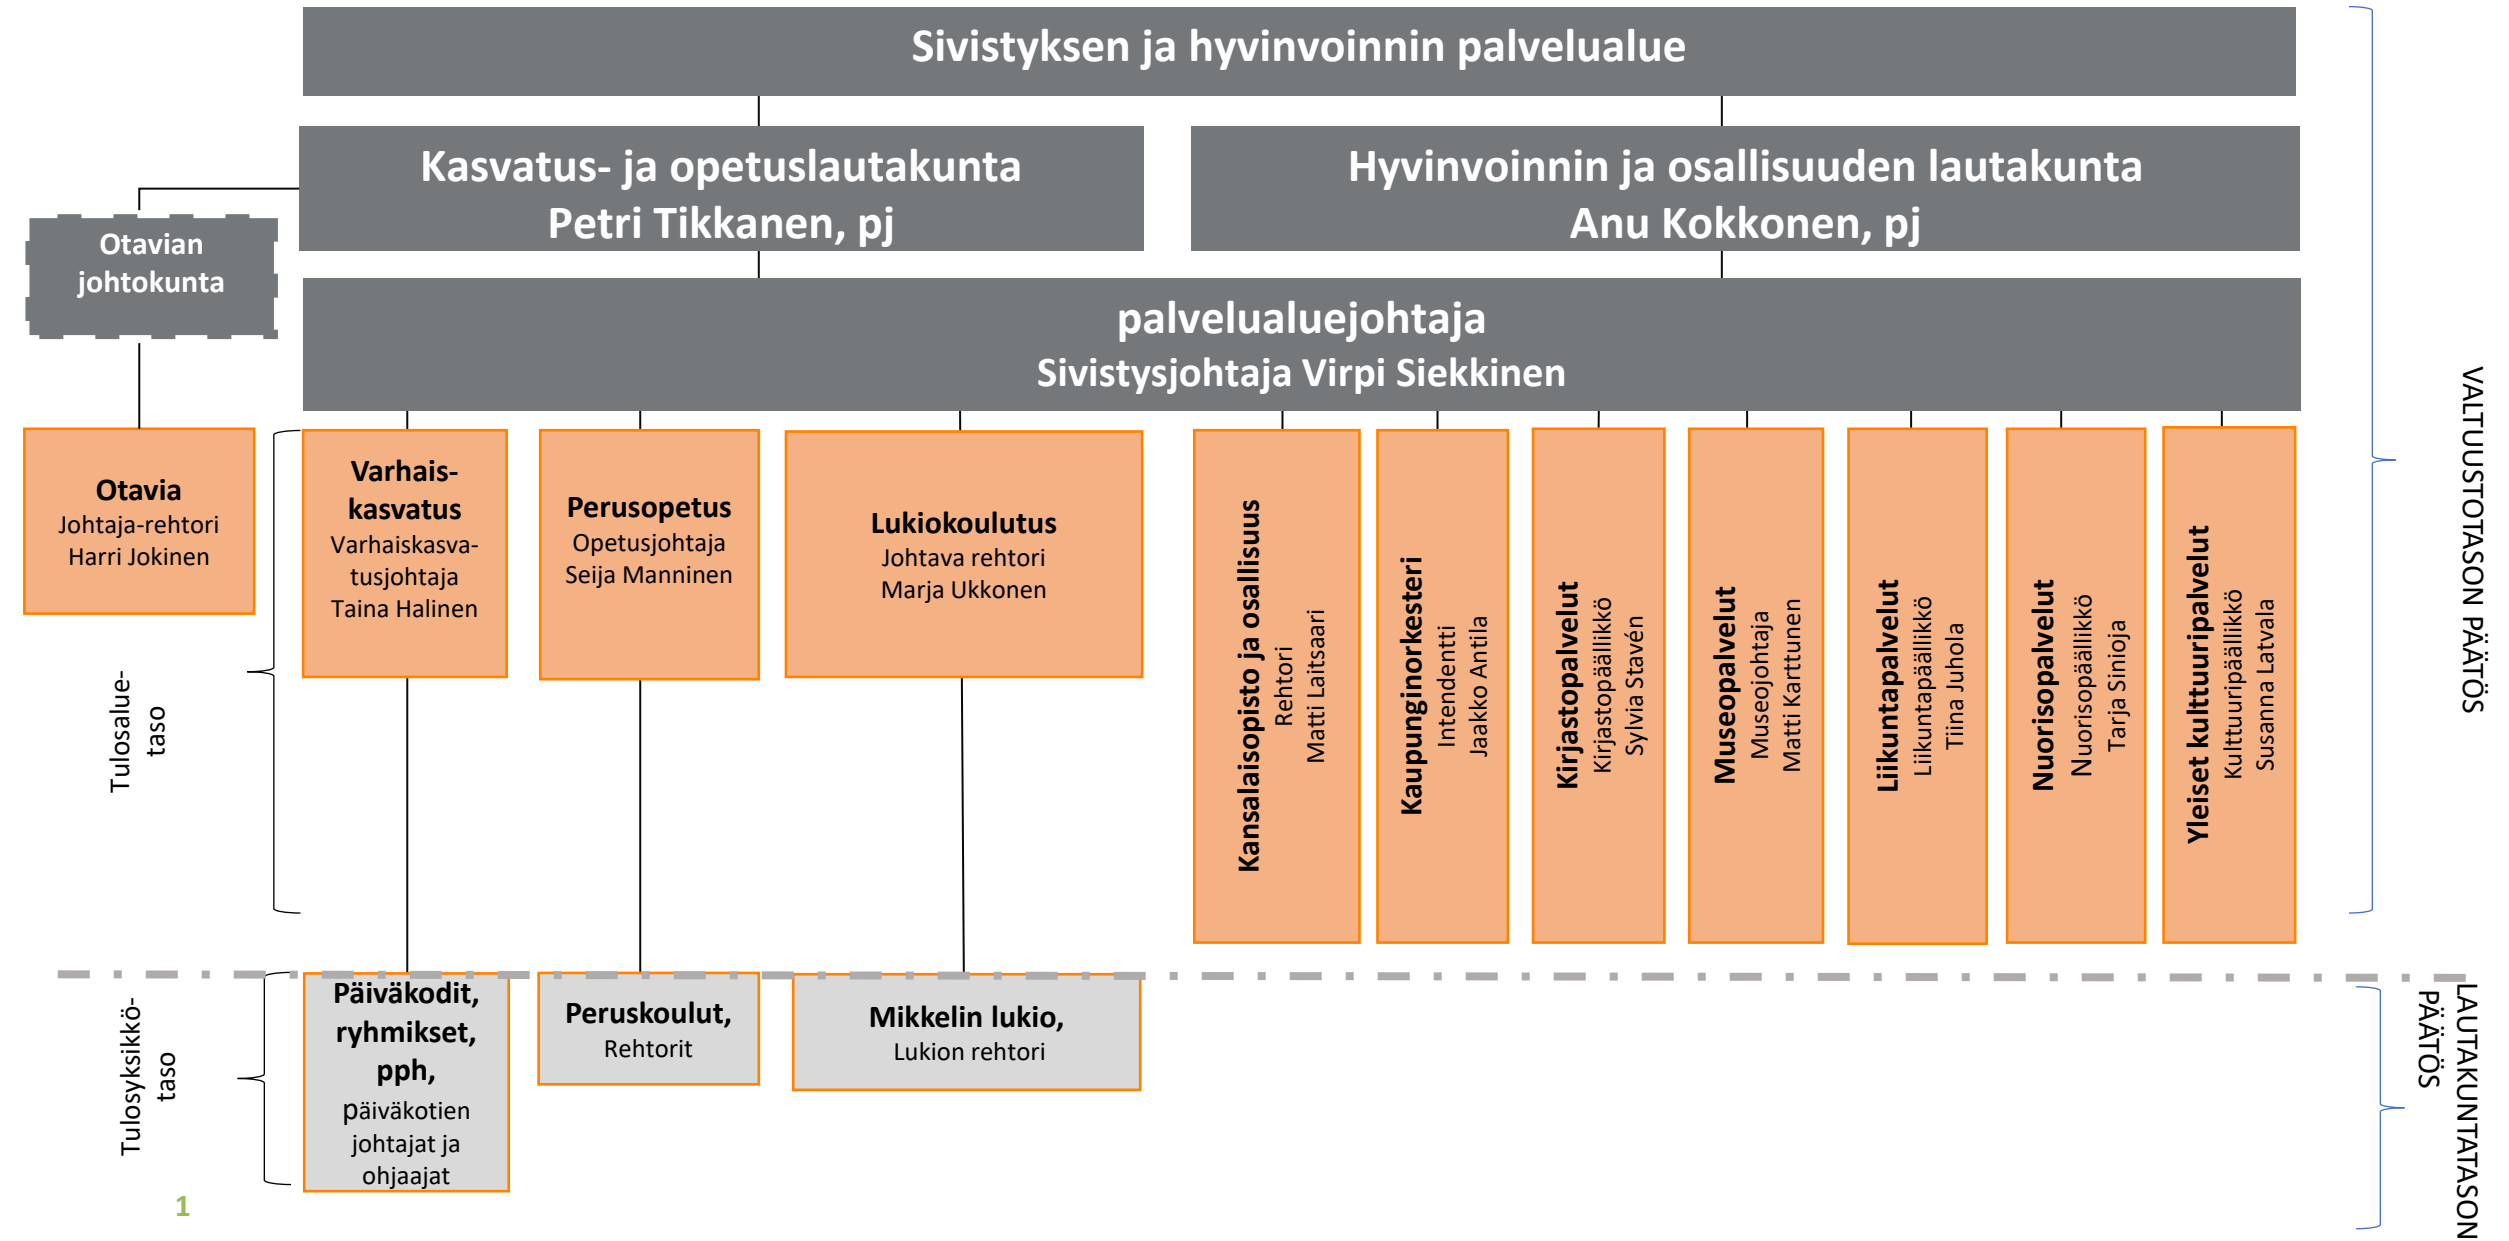 Sivistyksen ja hyvinvoinnin palvelualue
Kasvatus- ja opetuslautakunta
Petri Tikkanen, pj
Hyvinvoinnin ja osallisuuden lautakunta
Anu Kokkonen, pj
Otavian
johtokunta
palvelualuejohtaja
Sivistysjohtaja Virpi Siekkinen
Otavia
Johtaja-rehtori
Harri Jokinen
Varhais-
kasvatus
Varhaiskasva-
tusjohtaja
Taina Halinen
Perusopetus
Opetusjohtaja
Seija Manninen
Lukiokoulutus
Johtava rehtori
Marja Ukkonen
Kansalaisopisto ja osallisuus
Rehtori
Matti Laitsaari
Kaupunginorkesteri
Intendentti
Jaakko Antila
Kirjastopalvelut
Kirjastopäällikkö
Sylvia Stavén
Museopalvelut
Museojohtaja
Matti Karttunen
Liikuntapalvelut
Liikuntapäällikkö
Tiina Juhola
Nuorisopalvelut
Nuorisopäällikkö
Tarja Sinioja
Yleiset kulttuuripalvelut
Kulttuuripäällikkö
Susanna Latvala
VALTUUSTOTASON PÄÄTÖS
Tulosalue-
taso
Tulosyksikkö-
taso
Päiväkodit,
ryhmikset,
pph,
päiväkotien
johtajat ja
ohjaajat
Peruskoulut,
Rehtorit
Mikkelin lukio,
Lukion rehtori
LAUTAKUNTATASON
PÄÄTÖS
1